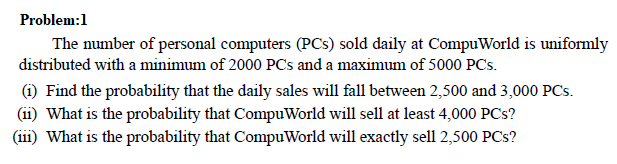 Problem:1
The number of personal computers (PCs) sold daily at CompuWorld is uniformly
distributed with a minimum of 2000 PCs and a maximum of 5000 PCs.
(i) Find the probability that the daily sales will fall between 2,500 and 3,000 PCs.
(ii) What is the probability that CompuWorld will sell at least 4,000 PCs?
(iii) What is the probability that CompuWorld will exactly sell 2,500 PCs?